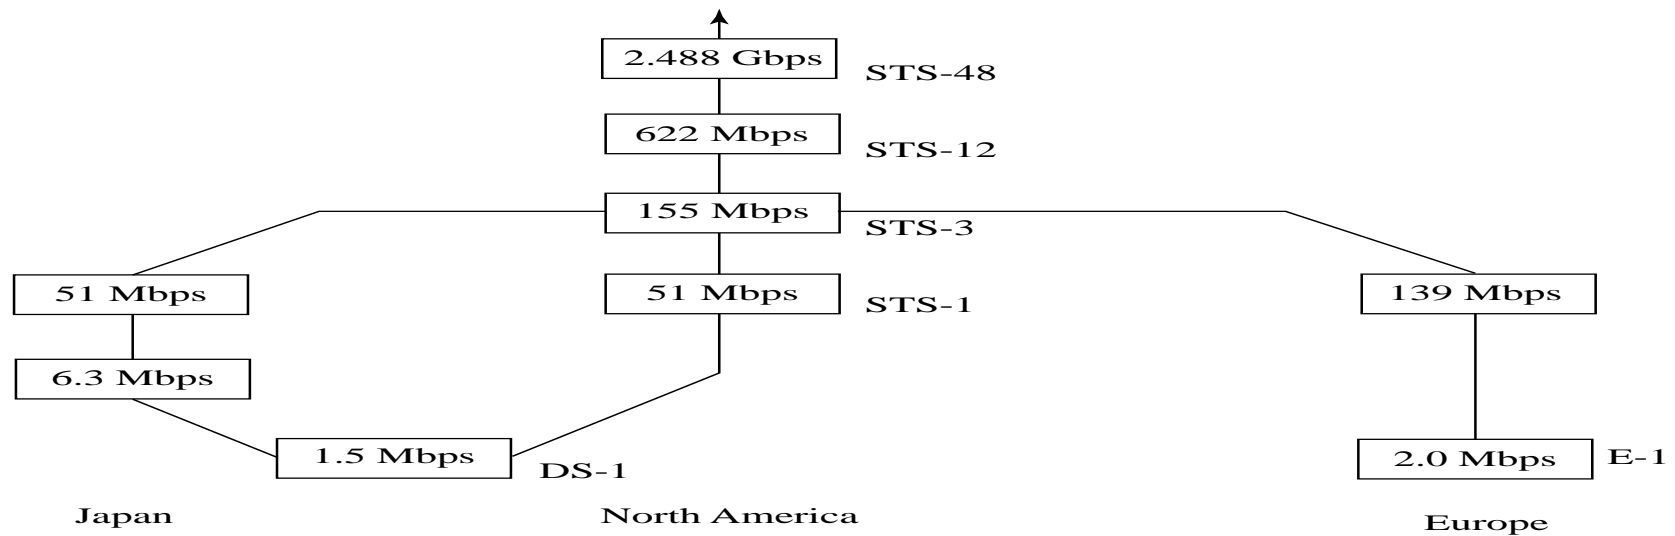 2.488 Gbps
STS-48
622 Mbps
STS-12
155 Mbps
STS-3
51 Mbps
51 Mbps
STS-1
139 Mbps
6.3 Mbps
1.5 Mbps
DS-1
2.0 Mbps
E-1
Japan
North America
Europe